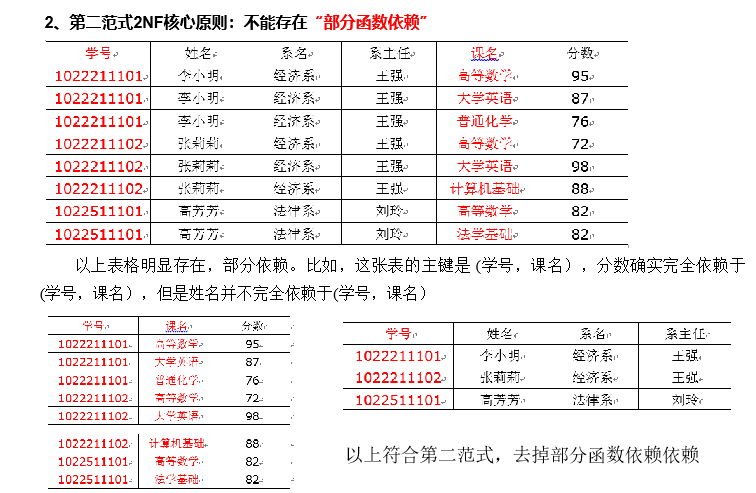 2、第二范式2NF核心原则：不能存在“部分函数依赖”
学号 姓名 系名 系主任 课名 分数
1022211101 李小明 经济系 王强 高等数学 95
1022211101 李小明 经济系 王强 大学英语 87
1022211101 李小明 经济系 王强 普通化学 76
1022211102 张莉莉 经济系 王强 高等数学 72
1022211102 张莉莉 经济系 王强 大学英语 98
1022211102 张莉莉 经济系 王强 计算机基础 88
1022511101 高芳芳 法律系 刘玲 高等数学 82
1022511101 高芳芳 法律系 刘玲 法学基础 82
以上表格明显存在，部分依赖。比如，这张表的主键是 (学号，课名），分数确实完全依赖于
(学号，课名），但是姓名并不完全依赖于(学号，课名）
学号 课名 分数
1022211101 高等数学 95
1022211101 大学英语 87
1022211101 普通化学 76
1022211102 高等数学 72
1022211102 大学英语 98
1022211102 计算机基础 88
1022511101 高等数学 82
1022511101 法学基础 82
学号 姓名 系名 系主任
1022211101 李小明 经济系 王强
1022211102 张莉莉 经济系 王强
1022511101 高芳芳 法律系 刘玲
以上符合第二范式，去掉部分函数依赖依赖